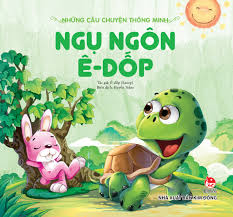 NHỮNG CÂU CHUYỆN THÔNG MINH
NGỤ NGÔN
Ê-DỐP
NHÀ XUẤT BẢN KIM ĐỒNG